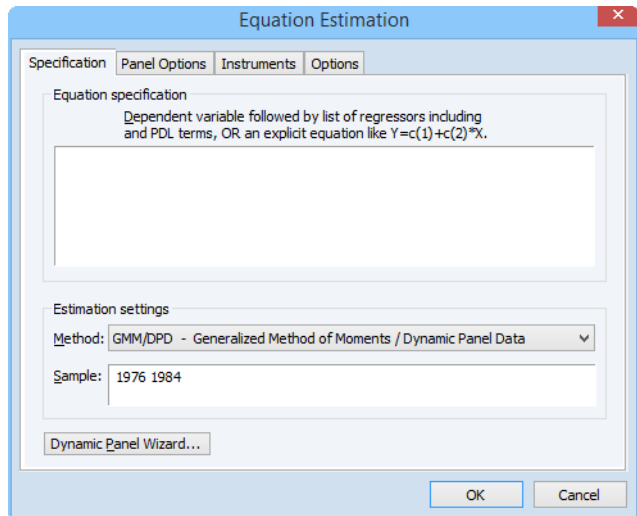 Equation Estimation
Specification Panel Options Instruments Options
Equation specification
Dependent variable followed by list of regressors including
and PDL terms, OR an explicit equation like Y=c(1)+c(2)*X.
Estimation settings
Method: GMM/DPD - Generalized Method of Moments / Dynamic Panel Data
Sample: 1976 1984
Dynamic Panel Wizard...
OK Cancel